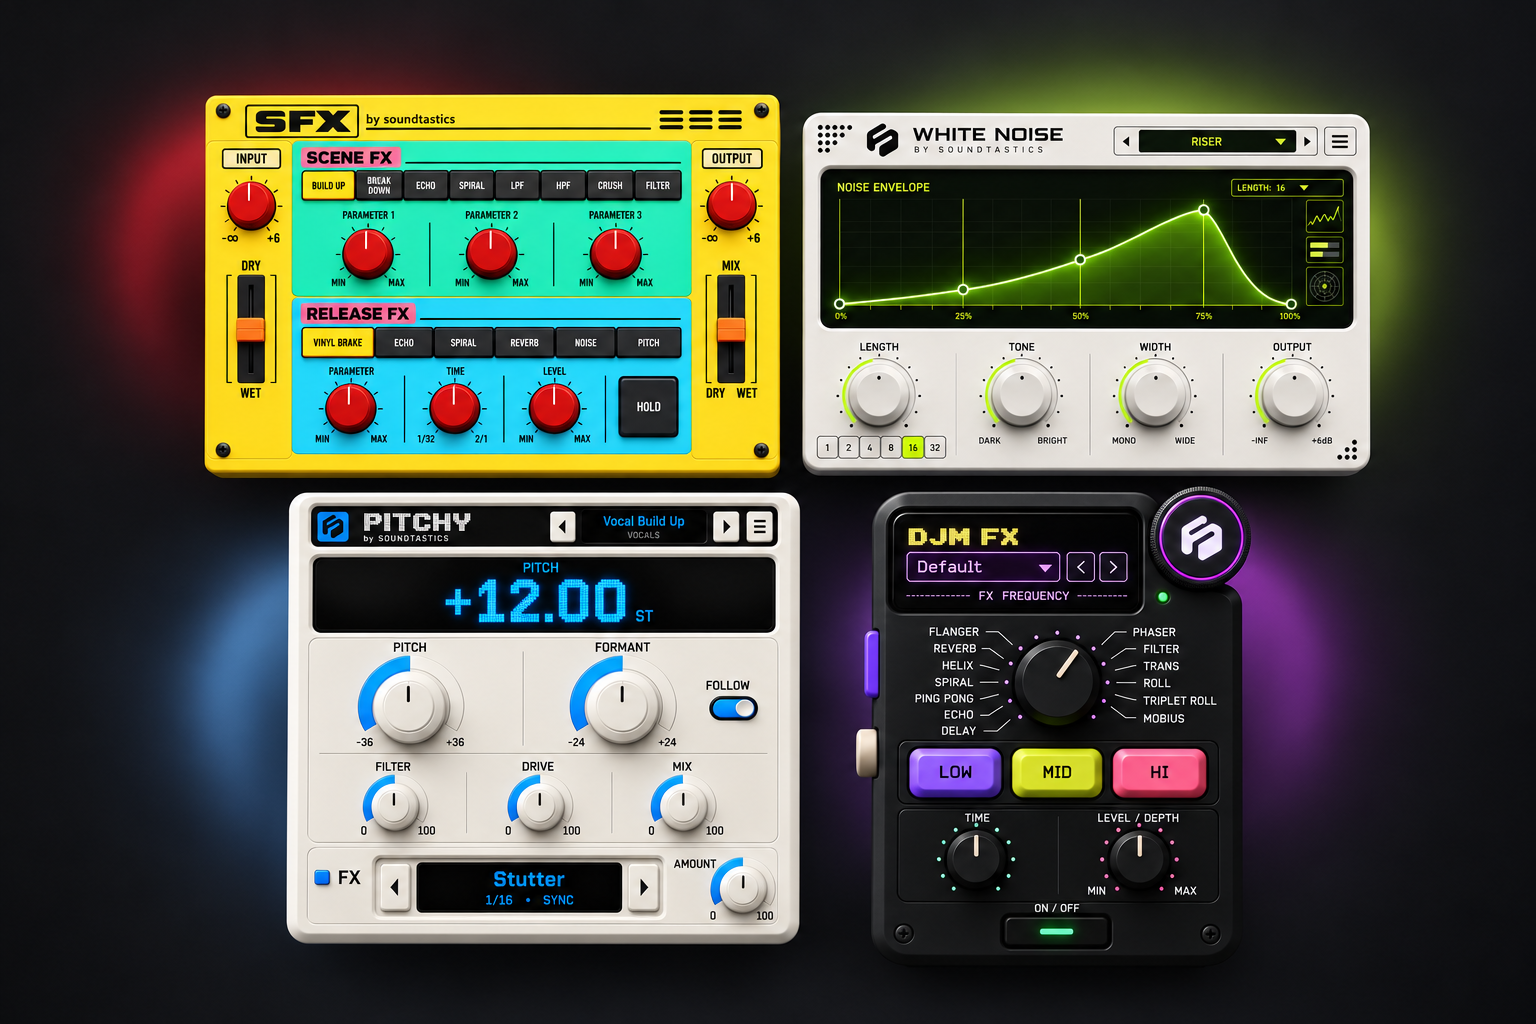 SFX
by soundtastics
INPUT
-∞ +6
DRY
WET
SCENE FX
BUILD UP
BREAK DOWN
ECHO
SPIRAL
LPF
HPF
CRUSH
FILTER
PARAMETER 1
MIN MAX
PARAMETER 2
MIN MAX
PARAMETER 3
MIN MAX
RELEASE FX
VINYL BRAKE
ECHO
SPIRAL
REVERB
NOISE
PITCH
PARAMETER
MIN MAX
TIME
1/32 2/1
LEVEL
MIN MAX
HOLD
OUTPUT
-∞ +6
MIX
DRY WET
WHITE NOISE
BY SOUNDTASTICS
RISER
NOISE ENVELOPE
LENGTH: 16
0% 25% 50% 75% 100%
LENGTH
1 2 4 8 16 32
TONE
DARK BRIGHT
WIDTH
MONO WIDE
OUTPUT
-INF +6dB
PITCHY
by SOUNDTASTICS
Vocal Build Up
VOCALS
PITCH
+12.00 ST
PITCH
-36 +36
FORMANT
-24 +24
FOLLOW
FILTER
0 100
DRIVE
0 100
MIX
0 100
FX
Stutter
1/16 • SYNC
AMOUNT
0 100
DJM FX
Default
< >
FX FREQUENCY
FLANGER
REVERB
HELIX
SPIRAL
PING PONG
ECHO
DELAY
PHASER
FILTER
TRANS
ROLL
TRIPLET ROLL
MOBIUS
LOW
MID
HI
TIME
LEVEL / DEPTH
MIN MAX
ON / OFF